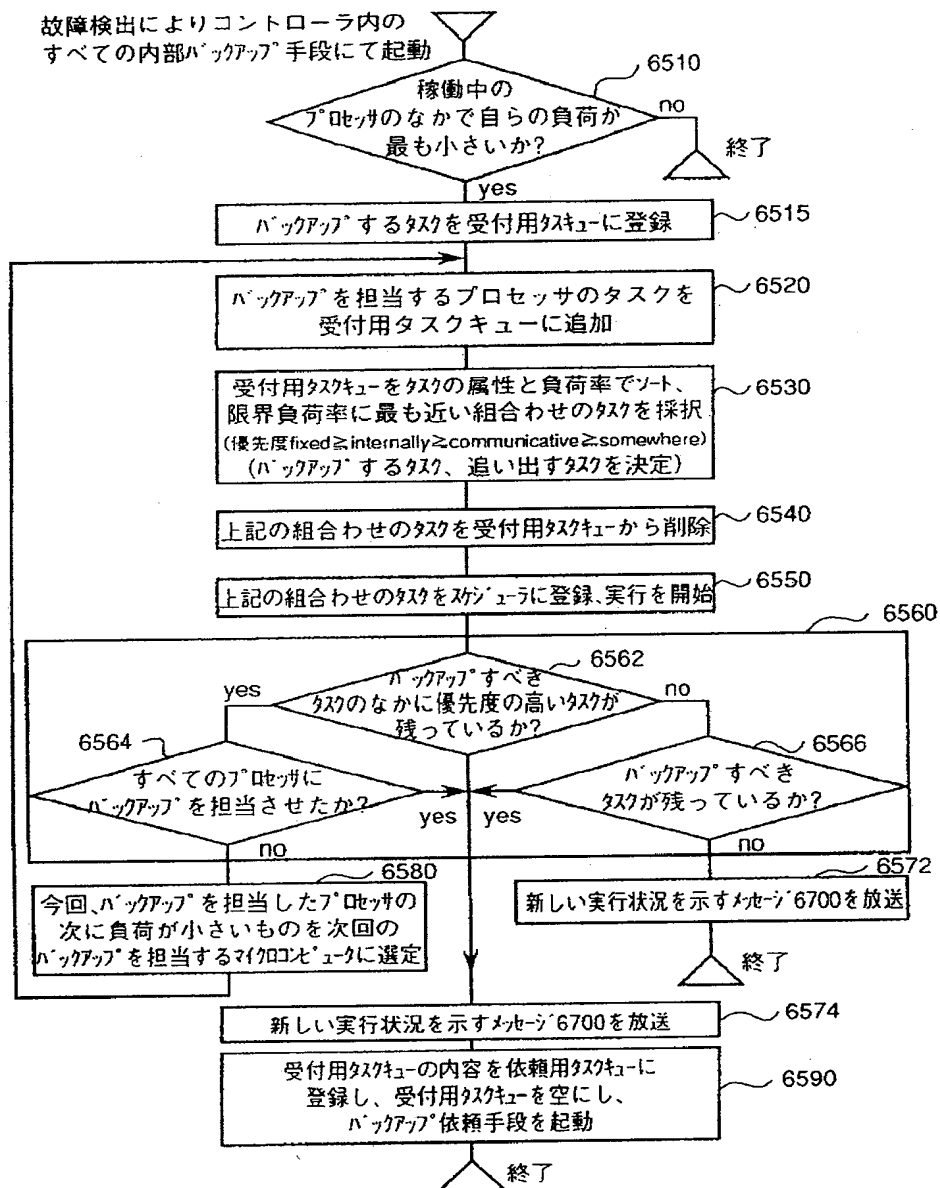 故障検出によりコントローラ内の
すべての内部バックアップ手段にて起動
6510
稼働中の
プロセッサのなかで自らの負荷が
最も小さいか?
no
終了
yes
バックアップするタスクを受付用タスキューに登録
6515
バックアップを担当するプロセッサのタスクを
受付用タスクキューに追加
6520
受付用タスクキューをタスクの属性と負荷率でソート、
限界負荷率に最も近い組合わせのタスクを採択
(優先度fixed≧internally≧communicative≧somewhere)
(バックアップするタスク、追い出すタスクを決定)
6530
上記の組合わせのタスクを受付用タスクキューから削除
6540
上記の組合わせのタスクをスケジューラに登録、実行を開始
6550
6560
6562
バックアップすべき
タスクのなかに優先度の高いタスクが
残っているか?
yes
no
6564
すべてのプロセッサに
バックアップを担当させたか?
yes
no
6566
バックアップすべき
タスクが残っているか?
yes
no
6580
今回、バックアップを担当したプロセッサの
次に負荷が小さいものを次回の
バックアップを担当するマイクロコンピュータに選定
6572
新しい実行状況を示すメッセージ6700を放送
終了
新しい実行状況を示すメッセージ6700を放送
6574
受付用タスクキューの内容を依頼用タスクキューに
登録し、受付用タスクキューを空にし、
バックアップ依頼手段を起動
6590
終了